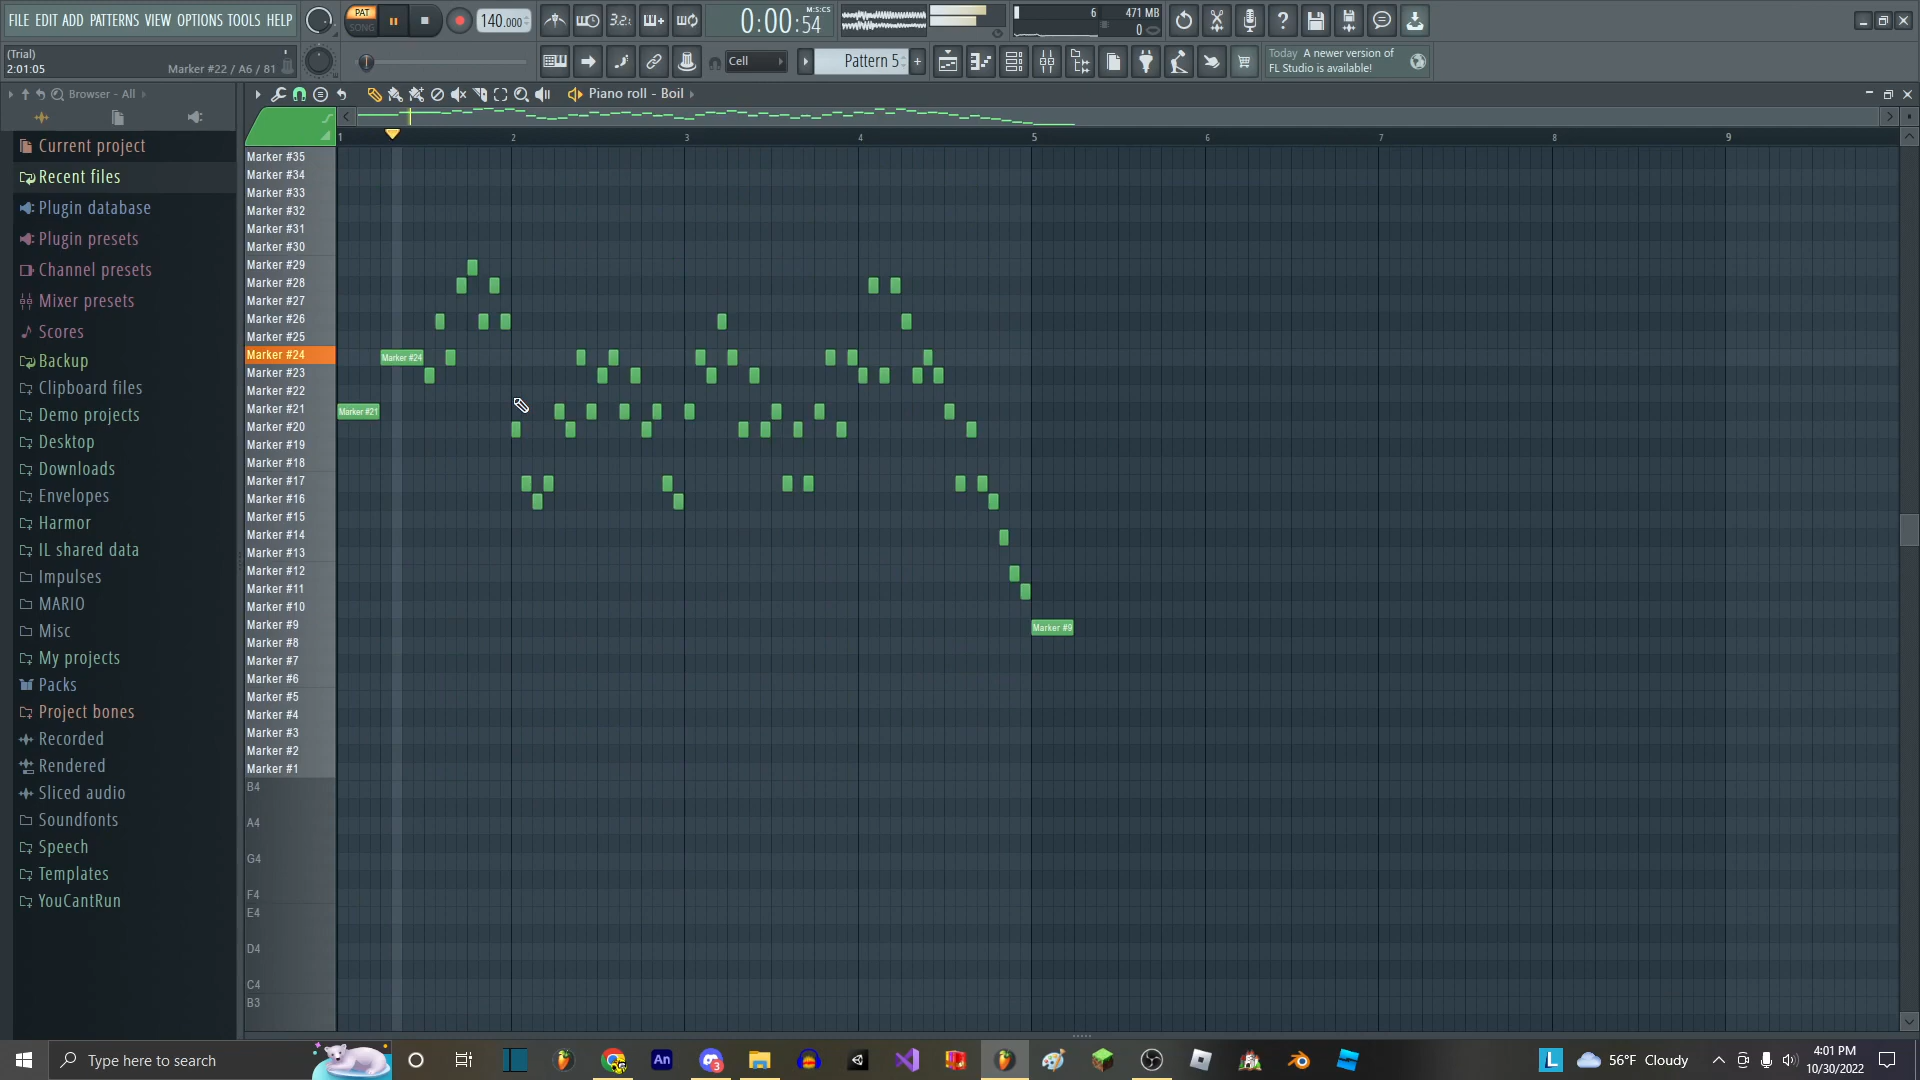 FILE EDIT ADD PATTERNS VIEW OPTIONS TOOLS HELP
PAT
SONG
140.000
3.2.
0:00:54
M:S:CS
6
471 MB
0
(Trial)
2:01:05
Marker #22 / A6 / 81
Cell
Pattern 5
+
Today A newer version of
FL Studio is available!
Browser - All
Piano roll - Boil
Current project
Recent files
Plugin database
Plugin presets
Channel presets
Mixer presets
Scores
Backup
Clipboard files
Demo projects
Desktop
Downloads
Envelopes
Harmor
IL shared data
Impulses
MARIO
Misc
My projects
Packs
Project bones
Recorded
Rendered
Sliced audio
Soundfonts
Speech
Templates
YouCantRun
1 2 3 4 5 6 7 8 9
Marker #35
Marker #34
Marker #33
Marker #32
Marker #31
Marker #30
Marker #29
Marker #28
Marker #27
Marker #26
Marker #25
Marker #24
Marker #23
Marker #22
Marker #21
Marker #20
Marker #19
Marker #18
Marker #17
Marker #16
Marker #15
Marker #14
Marker #13
Marker #12
Marker #11
Marker #10
Marker #9
Marker #8
Marker #7
Marker #6
Marker #5
Marker #4
Marker #3
Marker #2
Marker #1
B4
A4
G4
F4
E4
D4
C4
B3
Marker #24
Marker #21
Marker #9
Type here to search
An
3
L
56°F Cloudy
4:01 PM
10/30/2022